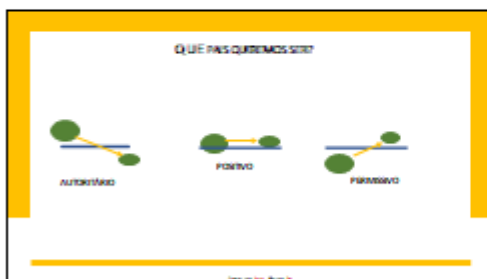 QUE PAIS QUEREMOS SER?
AUTORITÁRIO
POSITIVO
PERMISSIVO